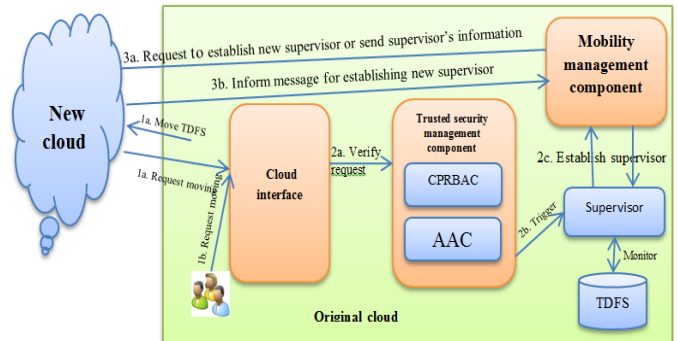 3a. Request to establish new supervisor or send supervisor's information
3b. Inform message for establishing new supervisor
Mobility
management
component
New
cloud
1a. Move TDFS
1a. Request moving
1b. Request moving
Cloud
interface
2a. Verify
request
Trusted security
management
component
CPRBAC
AAC
2b. Trigger
2c. Establish supervisor
Supervisor
Monitor
TDFS
Original cloud